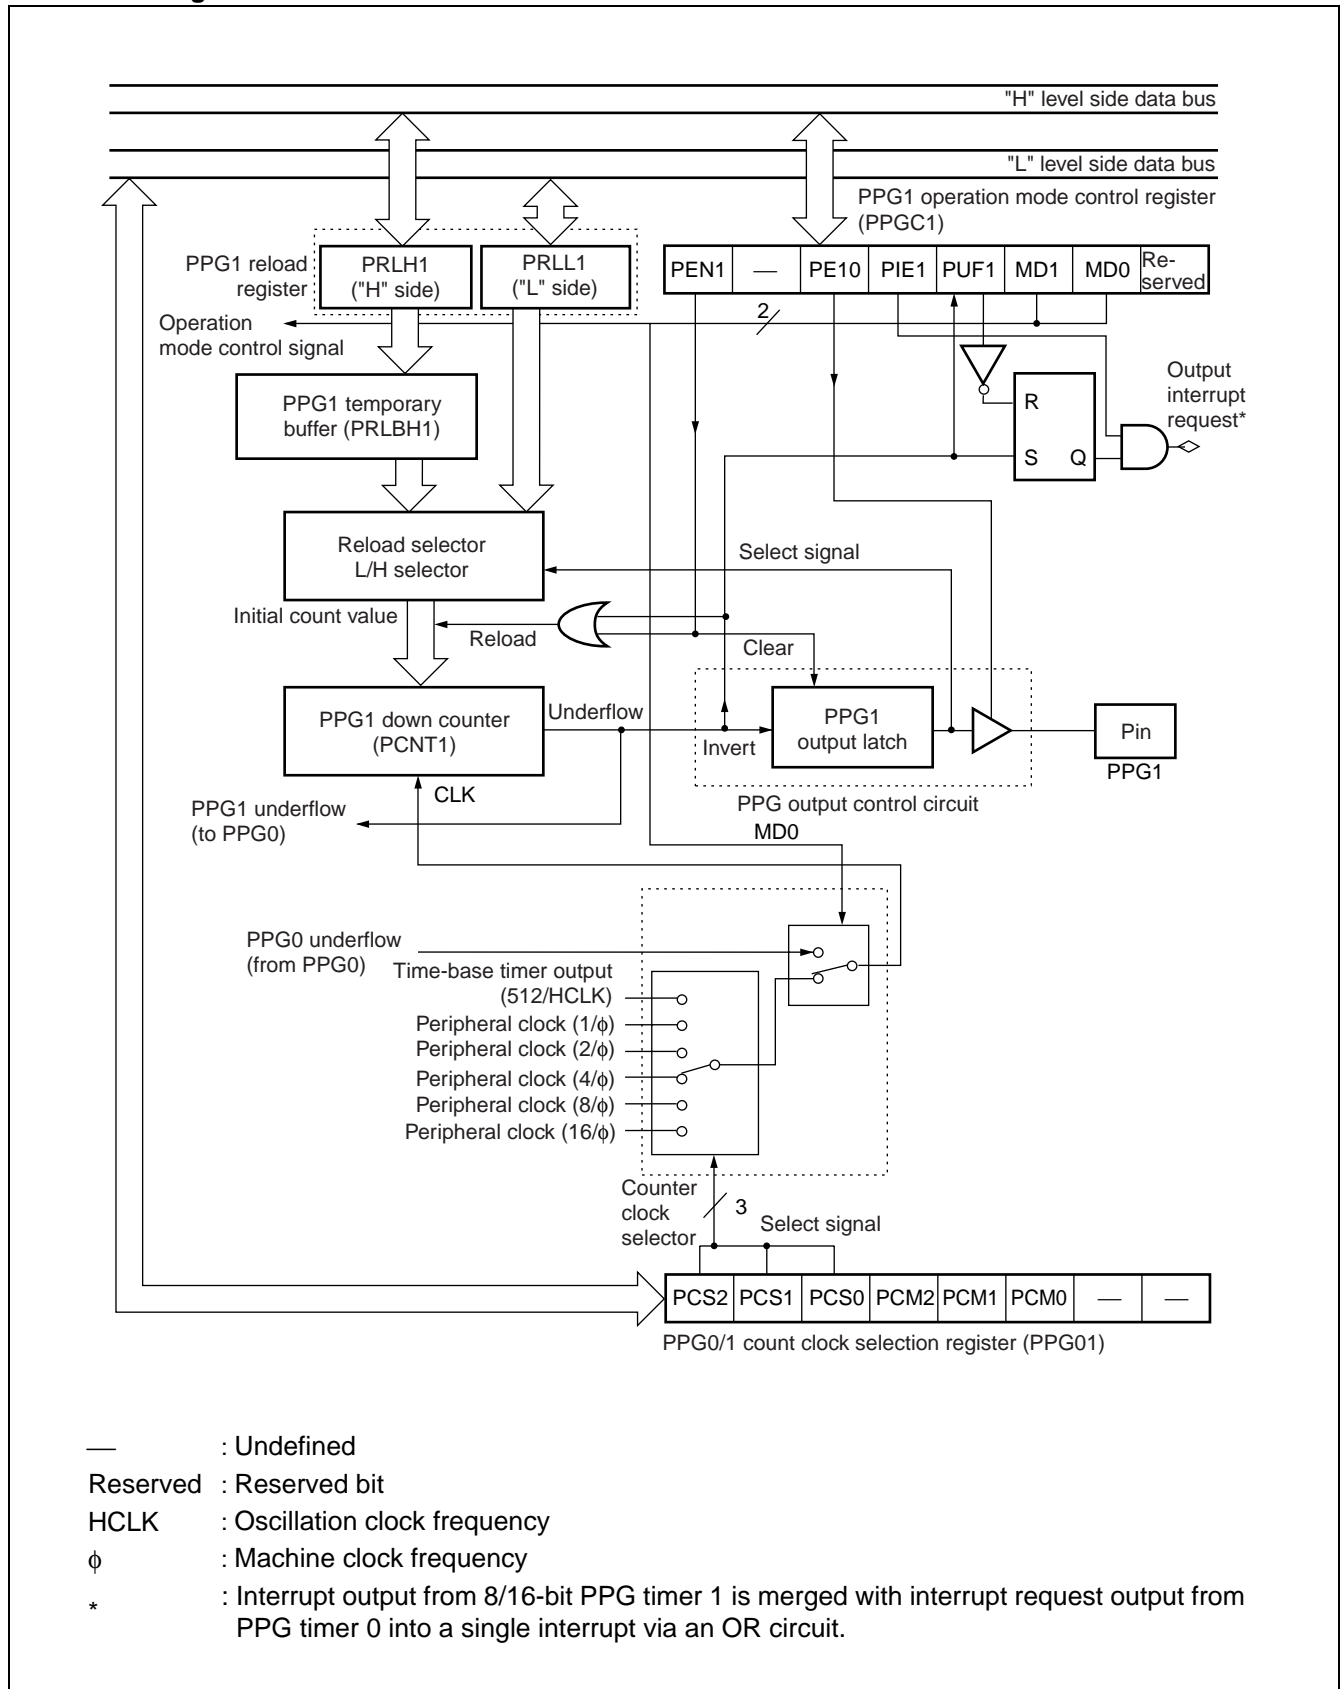 "H" level side data bus
"L" level side data bus
PPG1 operation mode control register
(PPGC1)
PPG1 reload
register
PRLH1
("H" side)
PRLL1
("L" side)
PEN1
—
PE10
PIE1
PUF1
MD1
MD0
Re-
served
Operation
mode control signal
2
PPG1 temporary
buffer (PRLBH1)
R
S
Q
Output
interrupt
request*
Reload selector
L/H selector
Select signal
Initial count value
Reload
Clear
PPG1 down counter
(PCNT1)
Underflow
Invert
PPG1
output latch
Pin
PPG1
CLK
PPG output control circuit
PPG1 underflow
(to PPG0)
MD0
PPG0 underflow
(from PPG0)
Time-base timer output
(512/HCLK)
Peripheral clock (1/ϕ)
Peripheral clock (2/ϕ)
Peripheral clock (4/ϕ)
Peripheral clock (8/ϕ)
Peripheral clock (16/ϕ)
Counter
clock
selector
3
Select signal
PCS2
PCS1
PCS0
PCM2
PCM1
PCM0
—
—
PPG0/1 count clock selection register (PPG01)
— : Undefined
Reserved : Reserved bit
HCLK : Oscillation clock frequency
ϕ : Machine clock frequency
* : Interrupt output from 8/16-bit PPG timer 1 is merged with interrupt request output from
PPG timer 0 into a single interrupt via an OR circuit.